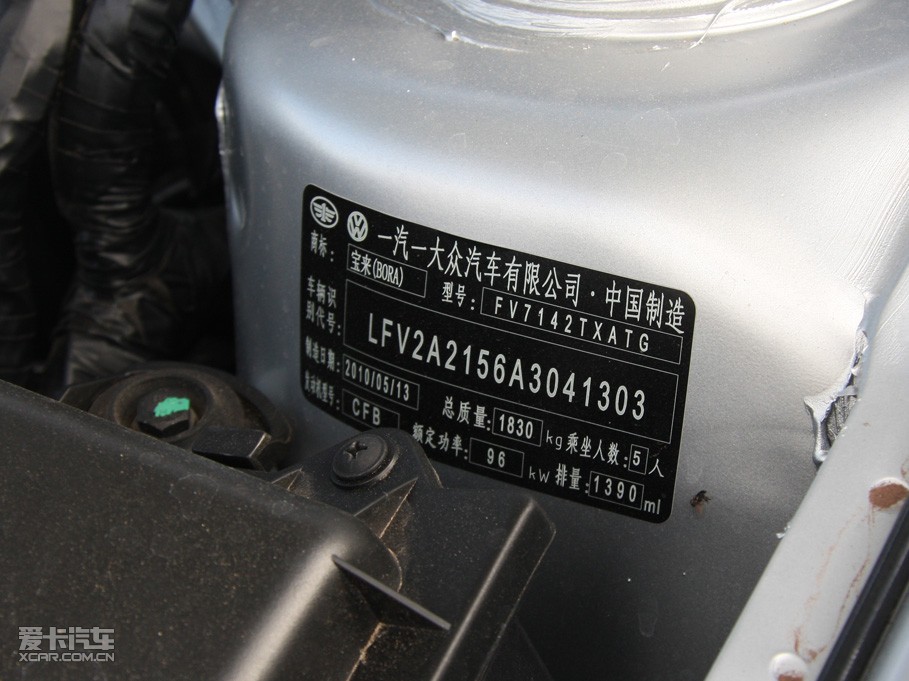 一汽一大众汽车有限公司·中国制造
商标： 宝来(BORA) 型号： FV7142TXATG
车辆识别代号： LFV2A2156A3041303
制造日期： 2010/05/13 总质量： 1830 kg 乘坐人数： 5 人
发动机型号： CFB 额定功率： 96 kW 排量： 1390 ml
爱卡汽车
XCAR.COM.CN